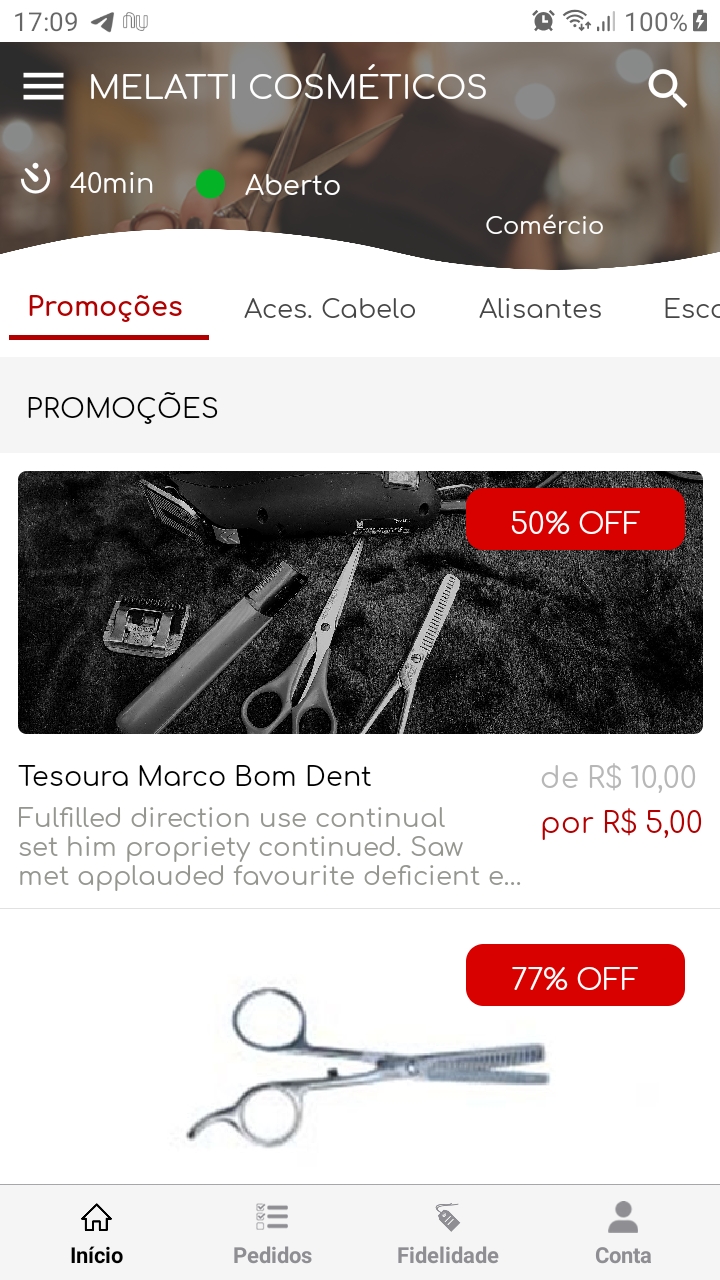 17:09
100%
MELATTI COSMÉTICOS
40min
Aberto
Comércio
Promoções
Aces. Cabelo
Alisantes
Esco
PROMOÇÕES
50% OFF
Tesoura Marco Bom Dent
de R$ 10,00
Fulfilled direction use continual
por R$ 5,00
set him propriety continued. Saw
met applauded favourite deficient e...
77% OFF
Início
Pedidos
Fidelidade
Conta